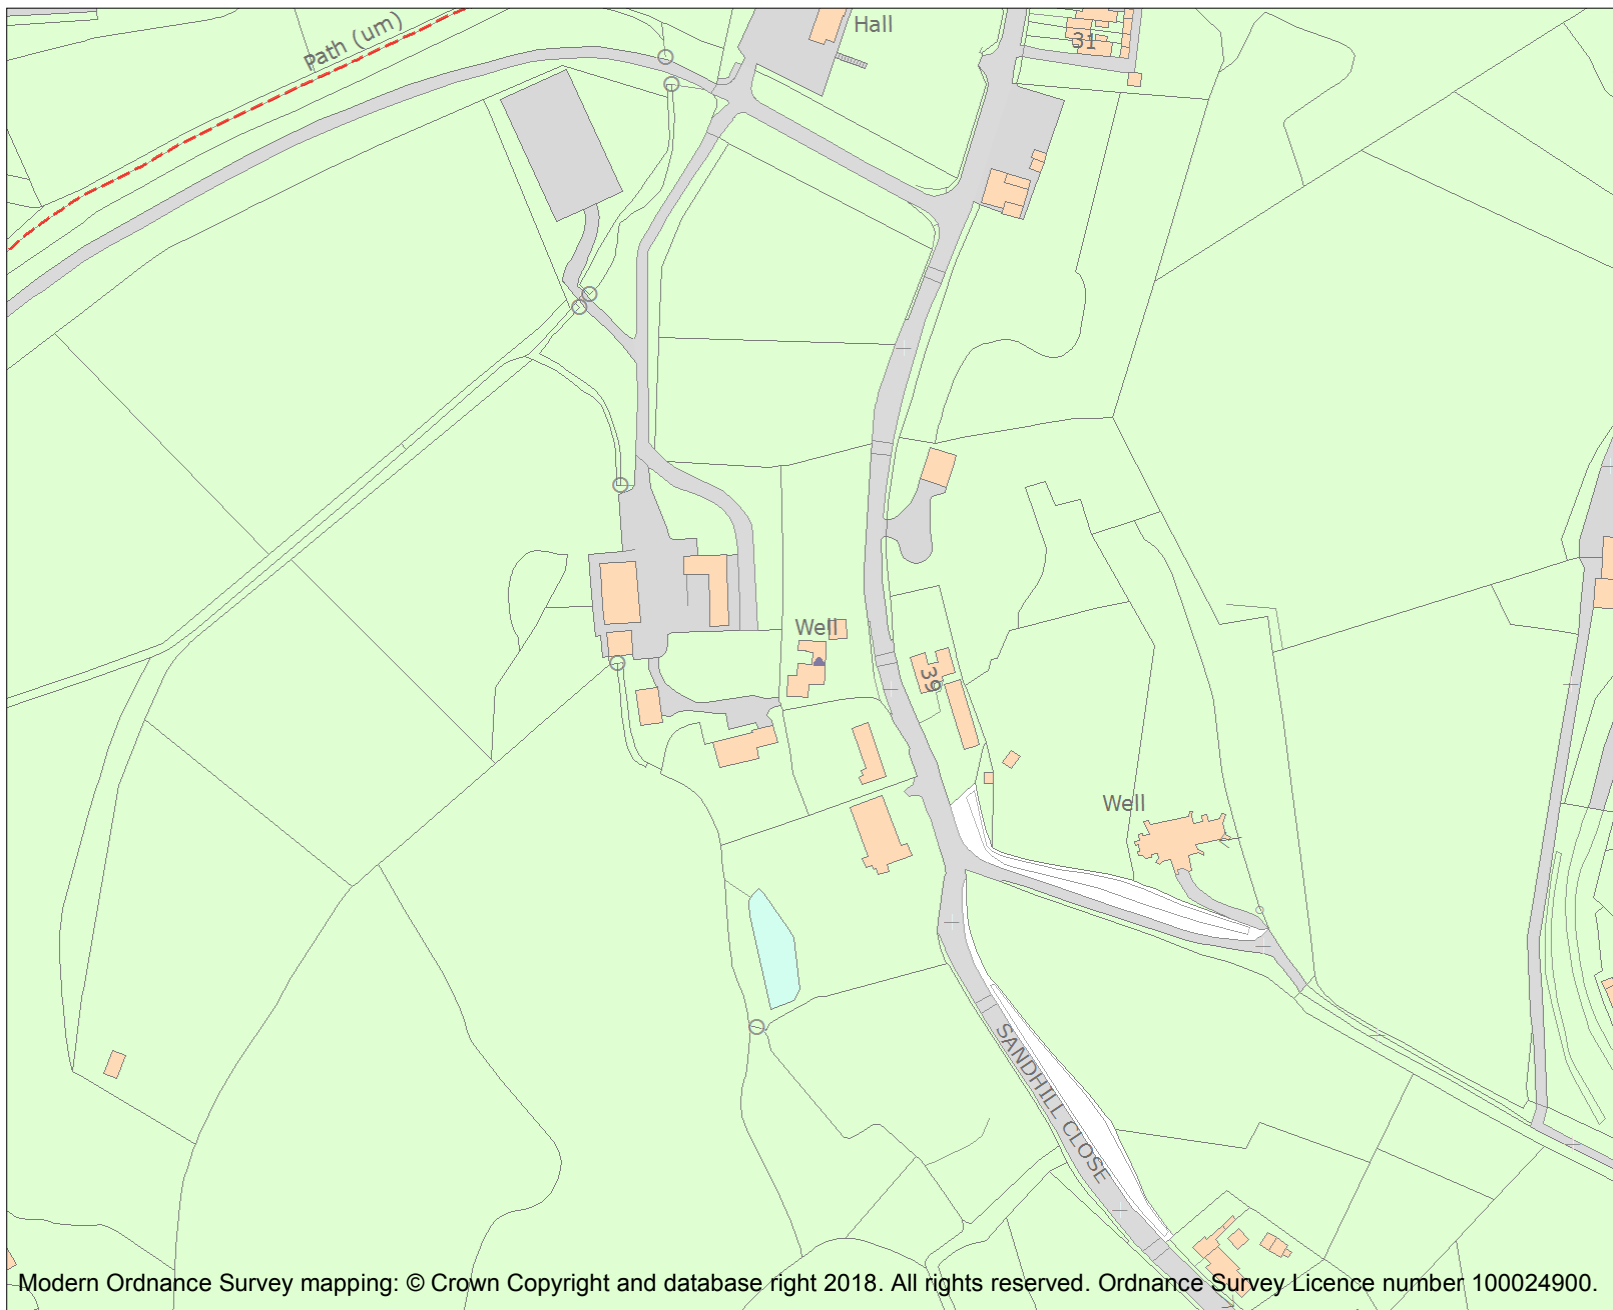 Hall
31
Path (um)
Well
39
Well
SANDHILL CLOSE
Modern Ordnance Survey mapping: © Crown Copyright and database right 2018. All rights reserved. Ordnance Survey Licence number 100024900.